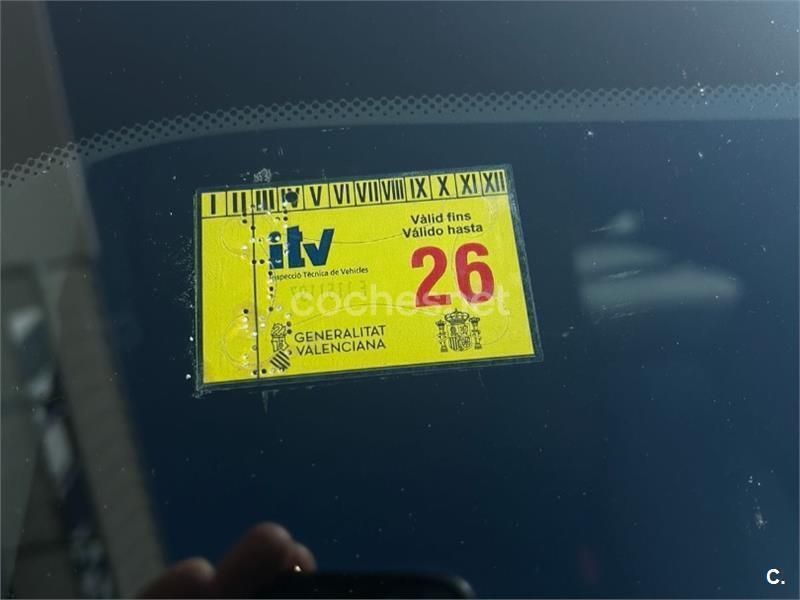 I II III IV V VI VII VIII IX X XI XII
Vàlid fins
Válido hasta
itv
Inspecció Tècnica de Vehicles
26
coches.net
GENERALITAT
VALENCIANA
C.